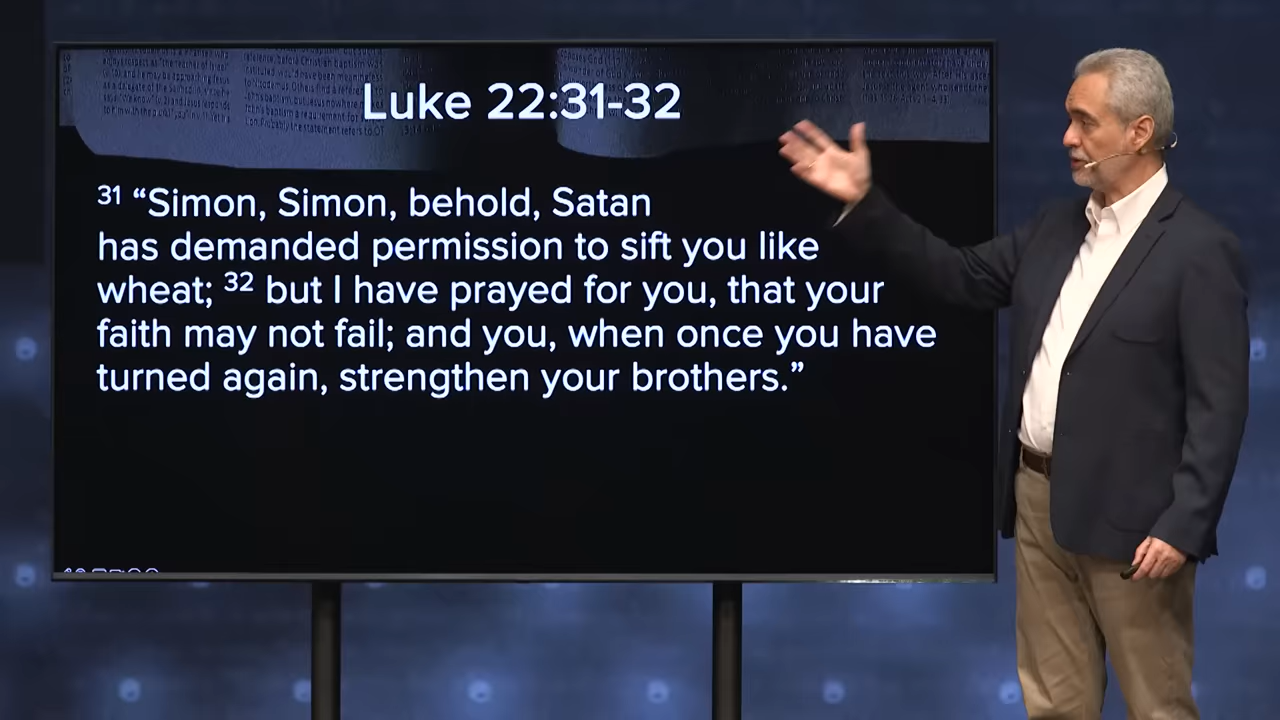 Luke 22:31-32
31 “Simon, Simon, behold, Satan
has demanded permission to sift you like
wheat; 32 but I have prayed for you, that your
faith may not fail; and you, when once you have
turned again, strengthen your brothers.”